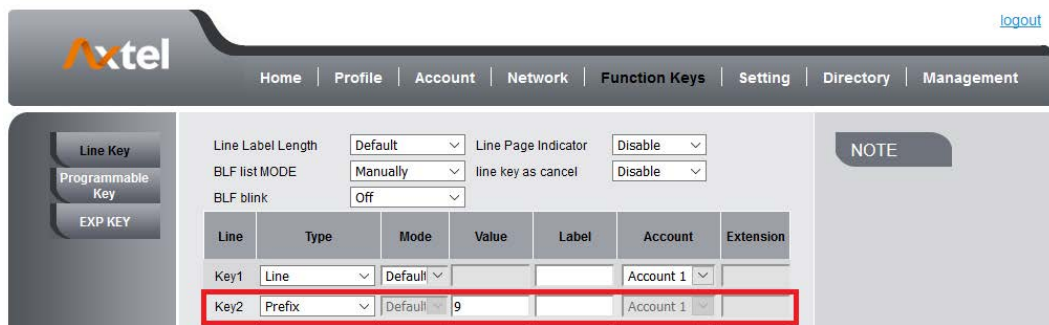 logout
Axtel
Home | Profile | Account | Network | Function Keys | Setting | Directory | Management
Line Key
Programmable Key
EXP KEY
Line Label Length Default Line Page Indicator Disable
BLF list MODE Manually line key as cancel Disable
BLF blink Off
Line Type Mode Value Label Account Extension
Key1 Line Default Account 1
Key2 Prefix Default 9 Account 1
NOTE